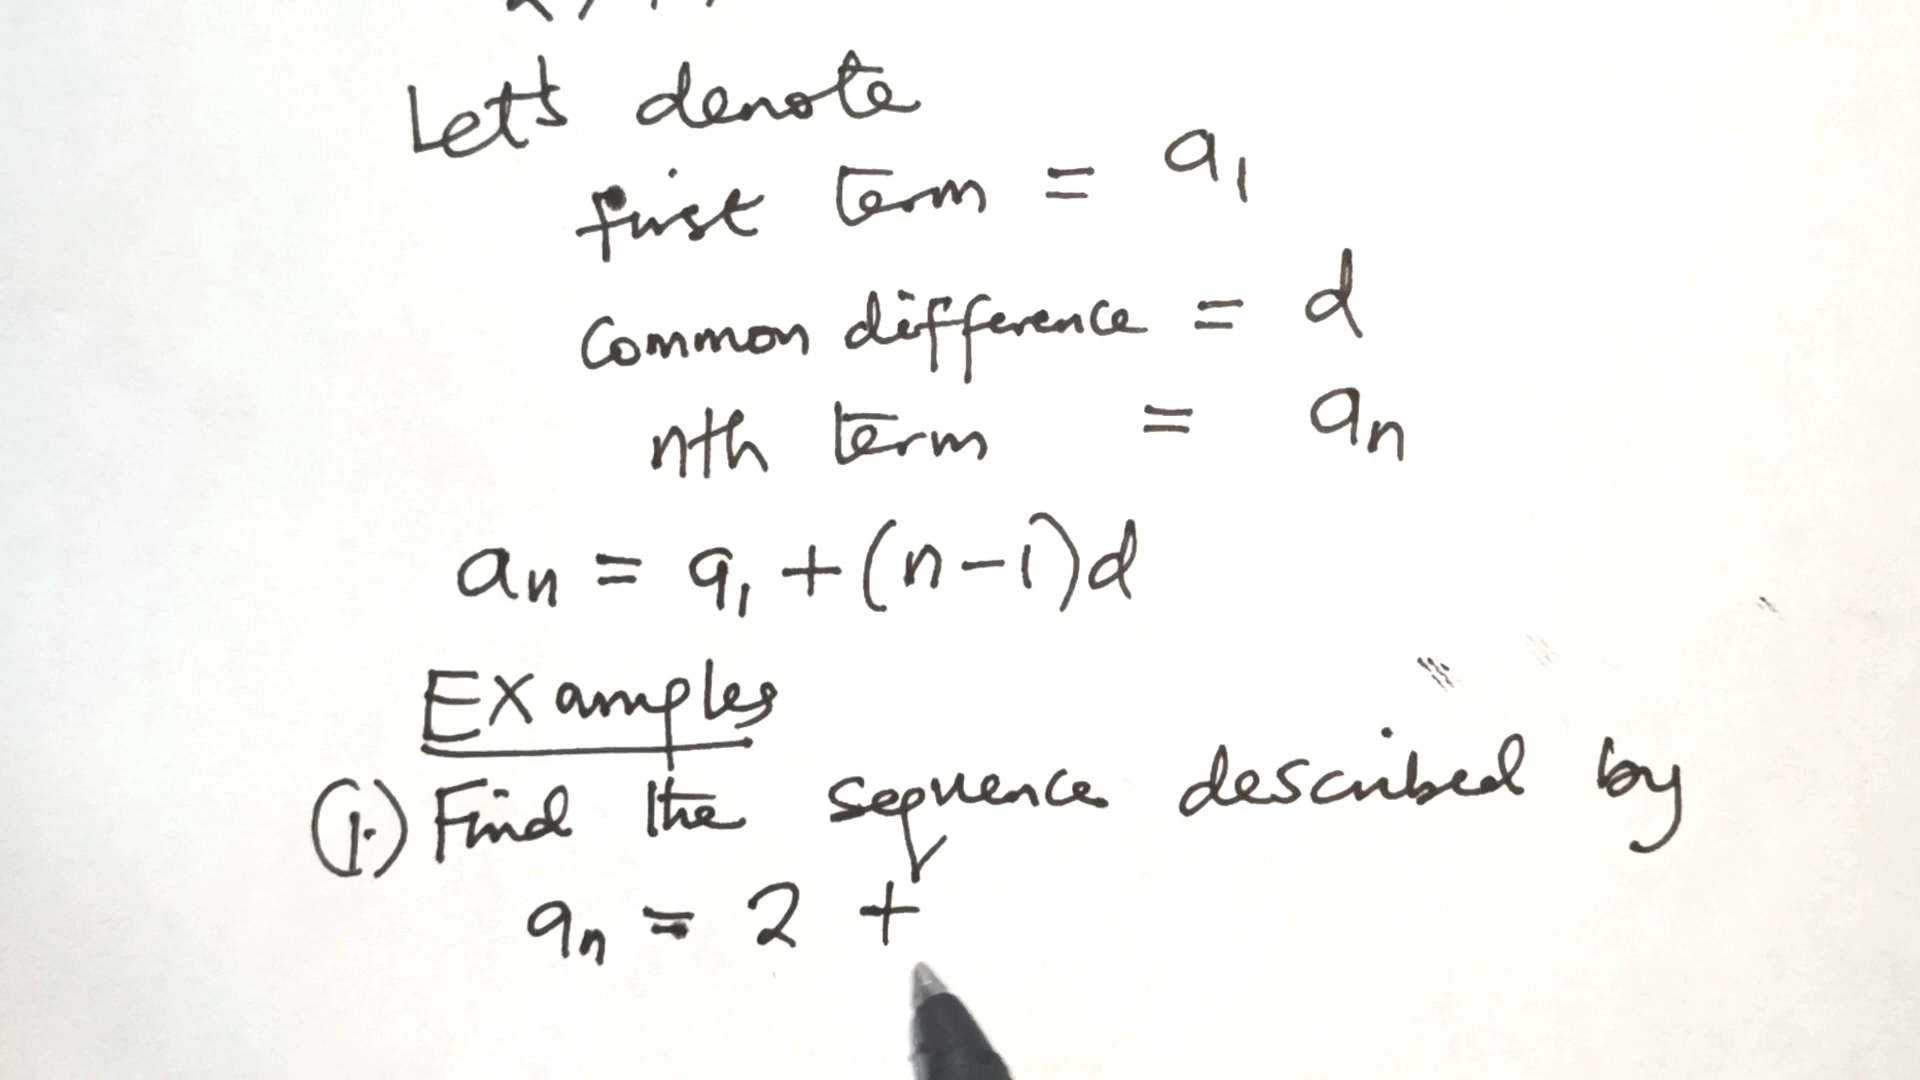 Let's denote
first term = a₁
Common difference = d
nth term = aₙ
aₙ = a₁ + (n-1)d
Examples
(1.) Find the sequence described by
aₙ = 2 +